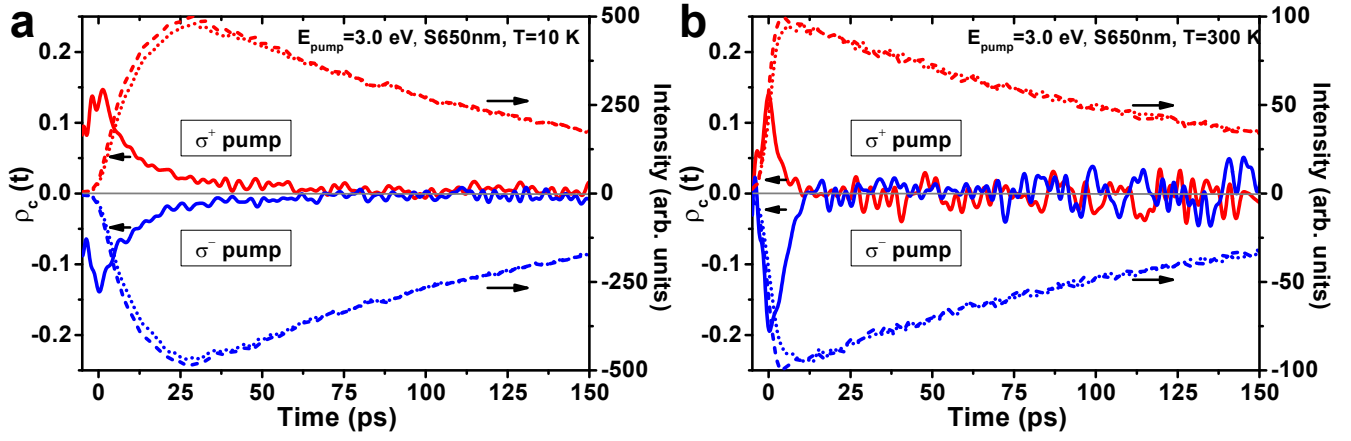 a
E_pump=3.0 eV, S650nm, T=10 K
0.2
0.1
0.0
-0.1
-0.2
ρ_c(t)
σ⁺ pump
σ⁻ pump
500
250
0
-250
-500
Intensity (arb. units)
0 25 50 75 100 125 150
Time (ps)
b
E_pump=3.0 eV, S650nm, T=300 K
0.2
0.1
0.0
-0.1
-0.2
ρ_c(t)
σ⁺ pump
σ⁻ pump
100
50
0
-50
-100
Intensity (arb. units)
0 25 50 75 100 125 150
Time (ps)